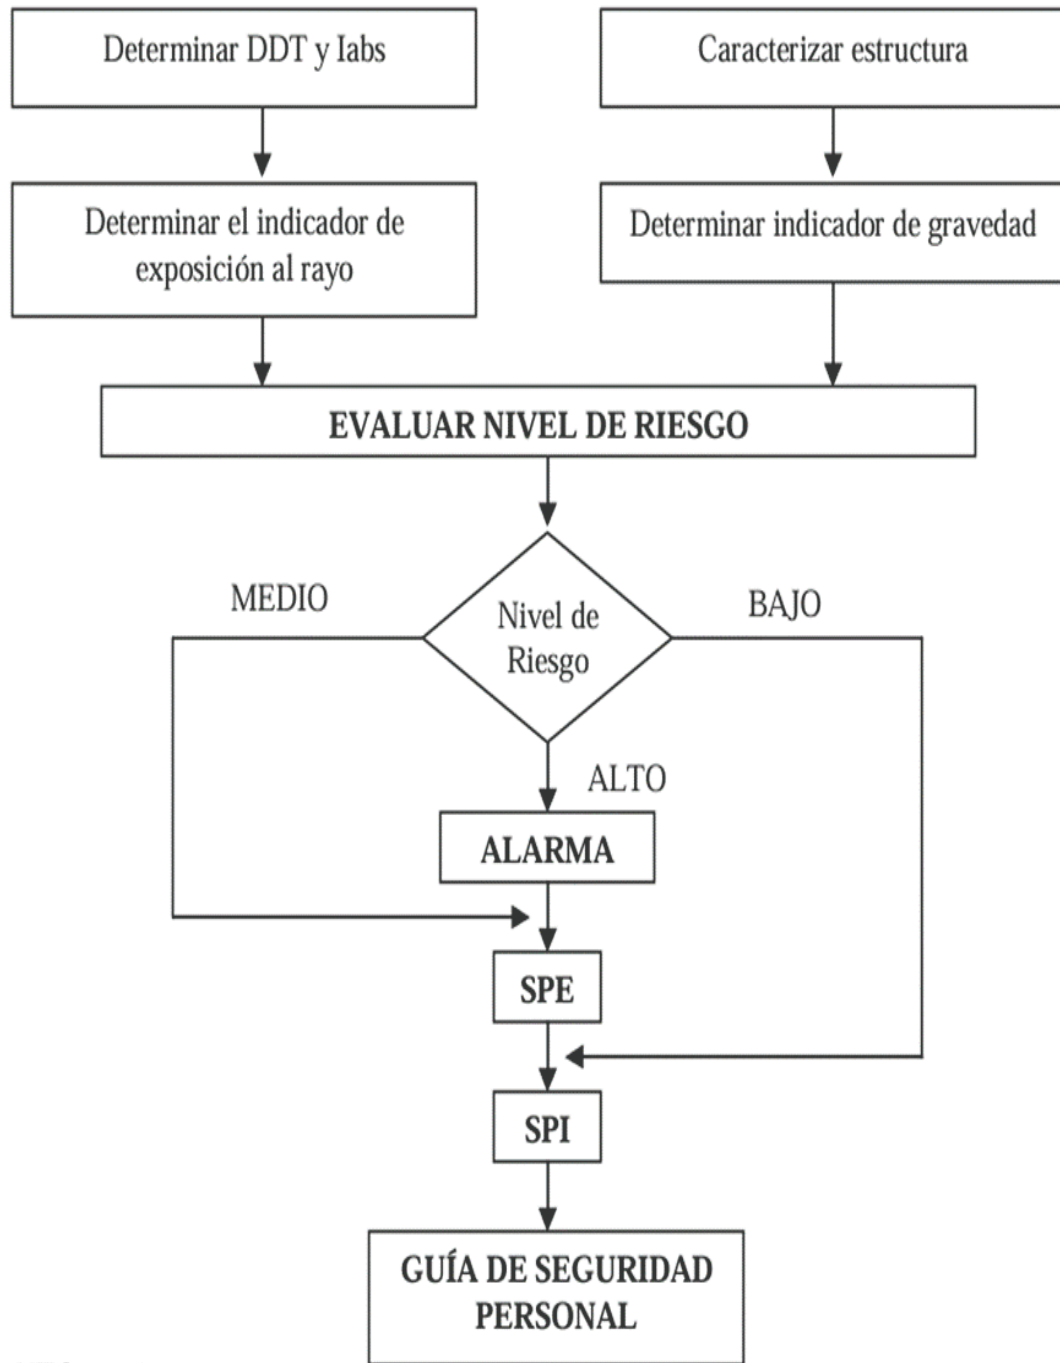 Determinar DDT y Iabs
Caracterizar estructura
Determinar el indicador de
exposición al rayo
Determinar indicador de gravedad
EVALUAR NIVEL DE RIESGO
MEDIO
Nivel de
Riesgo
BAJO
ALTO
ALARMA
SPE
SPI
GUÍA DE SEGURIDAD
PERSONAL